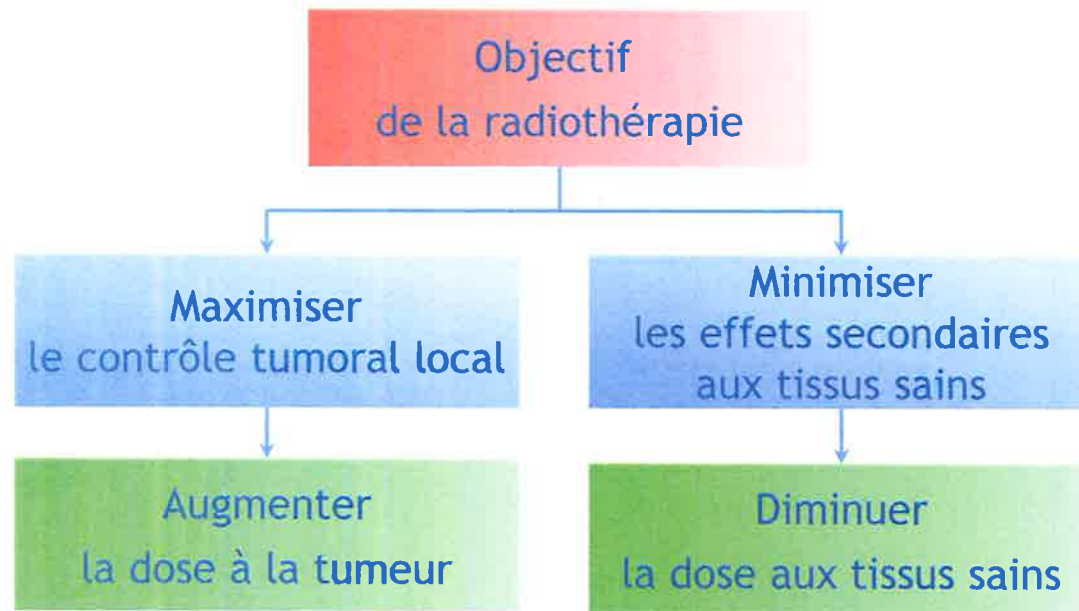 Objectif
de la radiothérapie
Maximiser
le contrôle tumoral local
Minimiser
les effets secondaires
aux tissus sains
Augmenter
la dose à la tumeur
Diminuer
la dose aux tissus sains